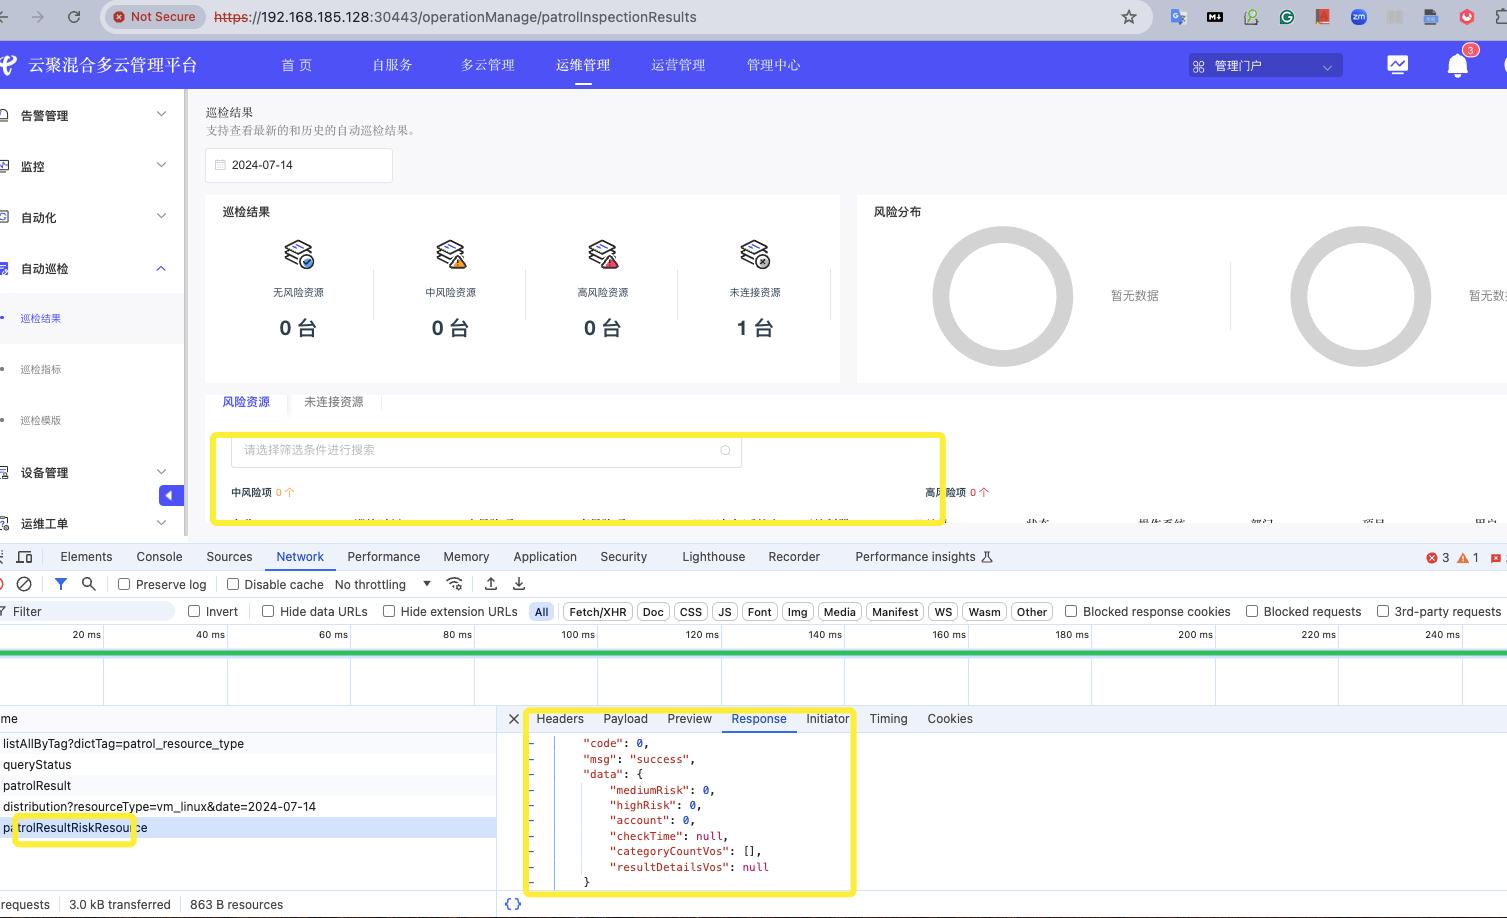 Not Secure
https://192.168.185.128:30443/operationManage/patrolInspectionResults
云聚混合多云管理平台
首 页
自服务
多云管理
运维管理
运营管理
管理中心
管理门户
3
告警管理
监控
自动化
自动巡检
巡检结果
巡检指标
巡检模版
设备管理
运维工单
巡检结果
支持查看最新的和历史的自动巡检结果。
2024-07-14
巡检结果
无风险资源
0 台
中风险资源
0 台
高风险资源
0 台
未连接资源
1 台
风险分布
暂无数据
暂无数
风险资源
未连接资源
请选择筛选条件进行搜索
中风险项 0 个
高风险项 0 个
状态
操作系统
部门
项目
用户
Elements
Console
Sources
Network
Performance
Memory
Application
Security
Lighthouse
Recorder
Performance insights
3
1
Preserve log
Disable cache
No throttling
Filter
Invert
Hide data URLs
Hide extension URLs
All
Fetch/XHR
Doc
CSS
JS
Font
Img
Media
Manifest
WS
Wasm
Other
Blocked response cookies
Blocked requests
3rd-party requests
20 ms
40 ms
60 ms
80 ms
100 ms
120 ms
140 ms
160 ms
180 ms
200 ms
220 ms
240 ms
me
listAllByTag?dictTag=patrol_resource_type
queryStatus
patrolResult
distribution?resourceType=vm_linux&date=2024-07-14
patrolResultRiskResource
requests
3.0 kB transferred
863 B resources
Headers
Payload
Preview
Response
Initiator
Timing
Cookies
"code": 0,
"msg": "success",
"data": {
"mediumRisk": 0,
"highRisk": 0,
"account": 0,
"checkTime": null,
"categoryCountVos": [],
"resultDetailsVos": null
}
{}